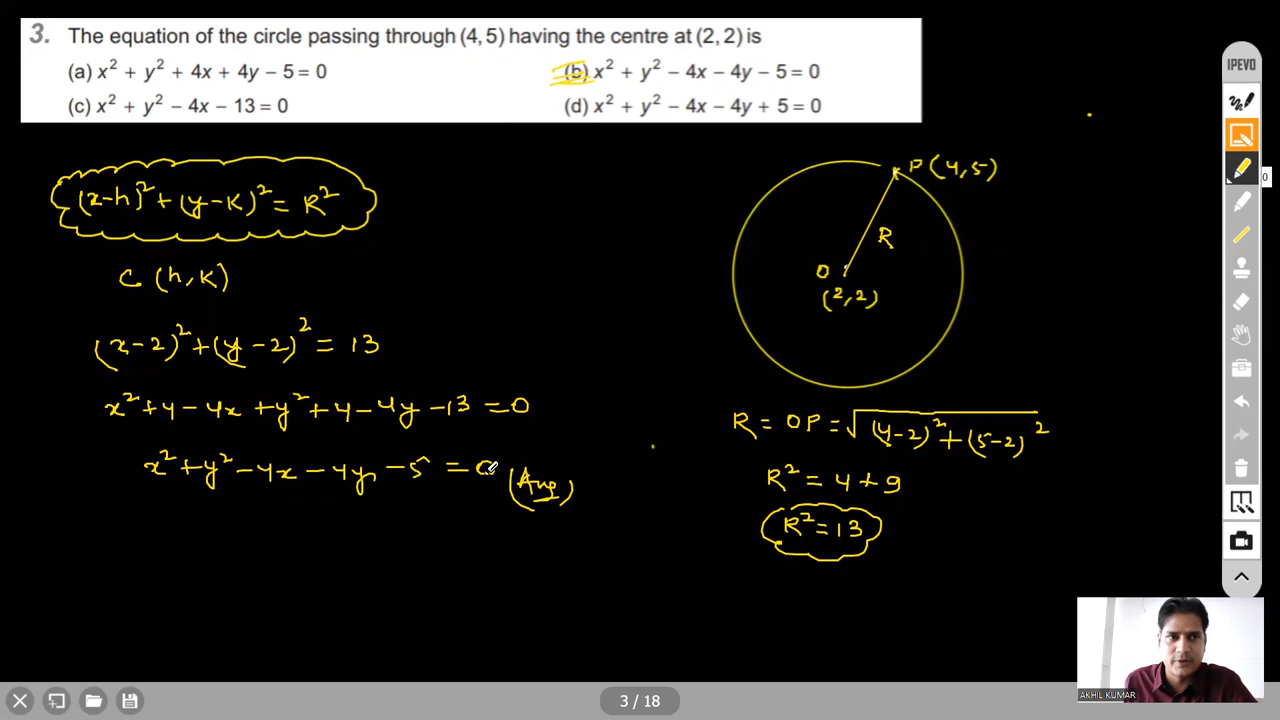 3. The equation of the circle passing through (4, 5) having the centre at (2, 2) is
(a) x² + y² + 4x + 4y − 5 = 0
(b) x² + y² − 4x − 4y − 5 = 0
(c) x² + y² − 4x − 13 = 0
(d) x² + y² − 4x − 4y + 5 = 0
(x-h)² + (y-k)² = R²
C (h, k)
(x-2)² + (y-2)² = 13
x² + 4 - 4x + y² + 4 - 4y - 13 = 0
x² + y² - 4x - 4y - 5 = 0 (Ans)
P (4, 5)
R
O
(2, 2)
R = OP = √(4-2)² + (5-2)²
R² = 4 + 9
R² = 13
IPEVO
0
AKHIL KUMAR
3 / 18